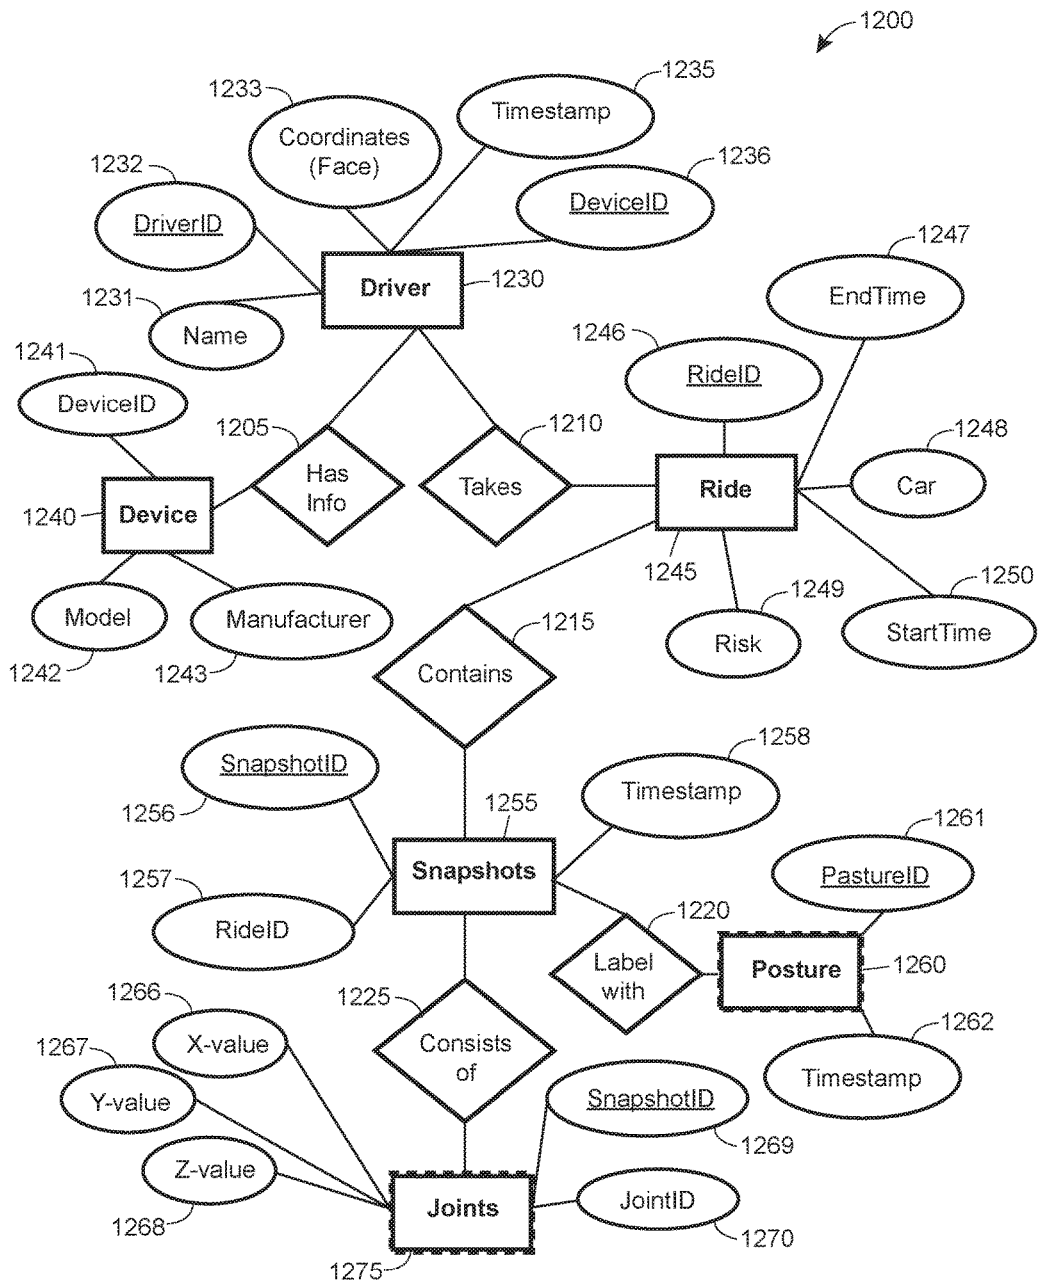 1200
1235
1233
Timestamp
Coordinates
(Face)
1236
1232
DeviceID
DriverID
1247
Driver
1230
EndTime
1231
Name
1246
1241
RideID
DeviceID
1205
1210
1248
Has
Info
Takes
Ride
Car
1240
Device
1245
1250
1249
Model
Manufacturer
1215
Risk
StartTime
1242
1243
Contains
1258
SnapshotID
Timestamp
1256
1255
1261
Snapshots
PastureID
1257
RideID
1220
Label
with
Posture
1260
1266
1225
1262
X-value
Consists
of
1267
Timestamp
Y-value
SnapshotID
1269
Z-value
Joints
JointID
1268
1270
1275